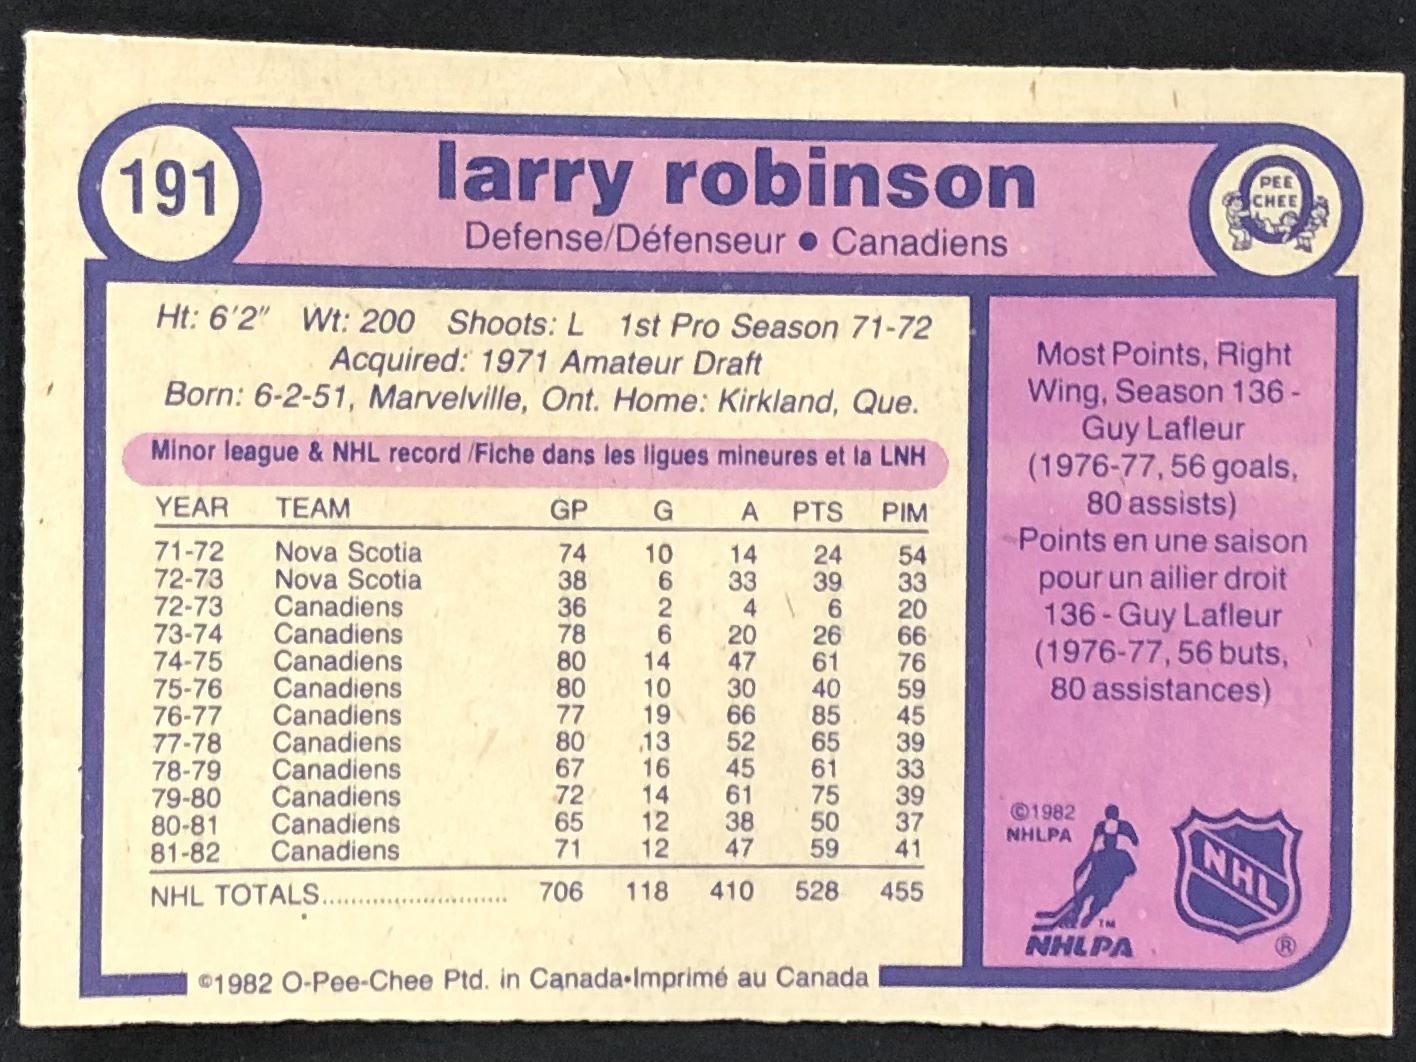 191
larry robinson
Defense/Défenseur • Canadiens
PEE
CHEE
Ht: 6'2" Wt: 200 Shoots: L 1st Pro Season 71-72
Acquired: 1971 Amateur Draft
Born: 6-2-51, Marvelville, Ont. Home: Kirkland, Que.
Minor league & NHL record /Fiche dans les ligues mineures et la LNH
YEAR TEAM GP G A PTS PIM
71-72 Nova Scotia 74 10 14 24 54
72-73 Nova Scotia 38 6 33 39 33
72-73 Canadiens 36 2 4 6 20
73-74 Canadiens 78 6 20 26 66
74-75 Canadiens 80 14 47 61 76
75-76 Canadiens 80 10 30 40 59
76-77 Canadiens 77 19 66 85 45
77-78 Canadiens 80 13 52 65 39
78-79 Canadiens 67 16 45 61 33
79-80 Canadiens 72 14 61 75 39
80-81 Canadiens 65 12 38 50 37
81-82 Canadiens 71 12 47 59 41
NHL TOTALS.......................... 706 118 410 528 455
©1982 O-Pee-Chee Ptd. in Canada•Imprimé au Canada
Most Points, Right
Wing, Season 136 -
Guy Lafleur
(1976-77, 56 goals,
80 assists)
Points en une saison
pour un ailier droit
136 - Guy Lafleur
(1976-77, 56 buts,
80 assistances)
©1982
NHLPA
TM
NHLPA
NHL
®